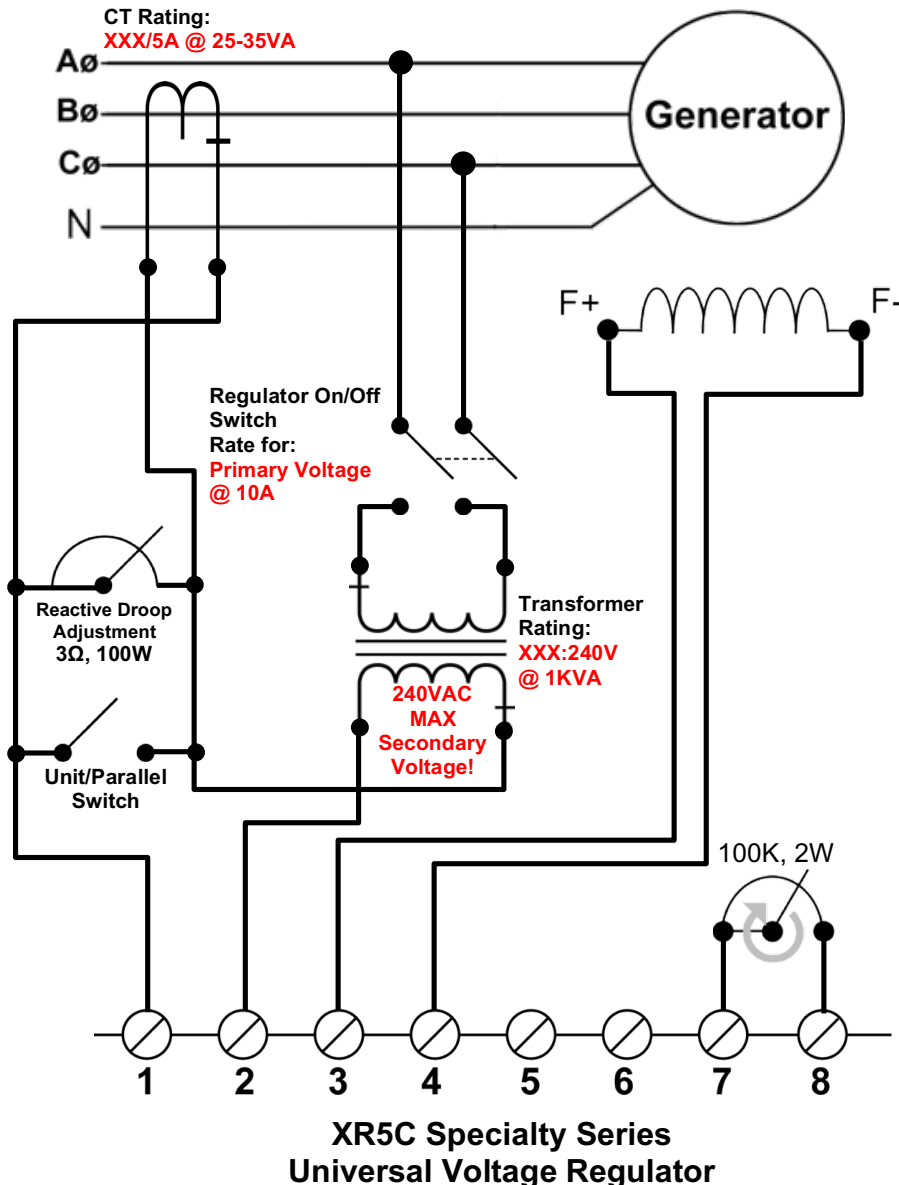 CT Rating:
XXX/5A @ 25-35VA
Aø
Bø
Cø
N
Generator
F+
F-
Regulator On/Off
Switch
Rate for:
Primary Voltage
@ 10A
Reactive Droop
Adjustment
3Ω, 100W
Transformer
Rating:
XXX:240V
@ 1KVA
240VAC
MAX
Secondary
Voltage!
Unit/Parallel
Switch
100K, 2W
1 2 3 4 5 6 7 8
XR5C Specialty Series
Universal Voltage Regulator